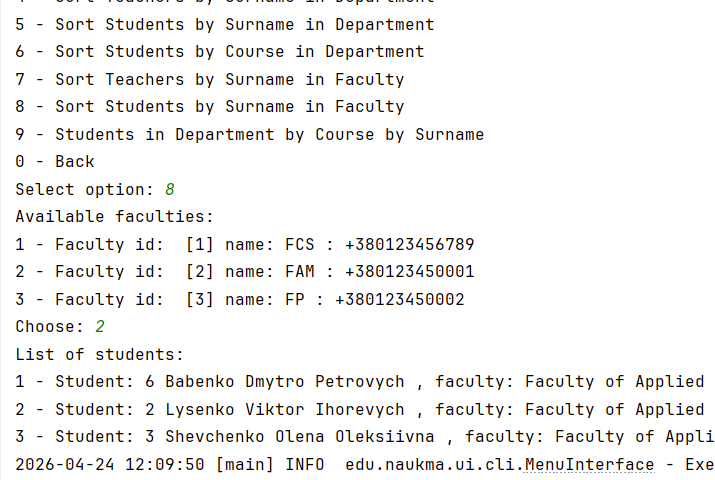 5 - Sort Students by Surname in Department
6 - Sort Students by Course in Department
7 - Sort Teachers by Surname in Faculty
8 - Sort Students by Surname in Faculty
9 - Students in Department by Course by Surname
0 - Back
Select option: 8
Available faculties:
1 - Faculty id:  [1] name: FCS : +380123456789
2 - Faculty id:  [2] name: FAM : +380123450001
3 - Faculty id:  [3] name: FP : +380123450002
Choose: 2
List of students:
1 - Student: 6 Babenko Dmytro Petrovych , faculty: Faculty of Applied
2 - Student: 2 Lysenko Viktor Ihorevych , faculty: Faculty of Applied
3 - Student: 3 Shevchenko Olena Oleksiivna , faculty: Faculty of Appli
2026-04-24 12:09:50 [main] INFO  edu.naukma.ui.cli.MenuInterface - Exe